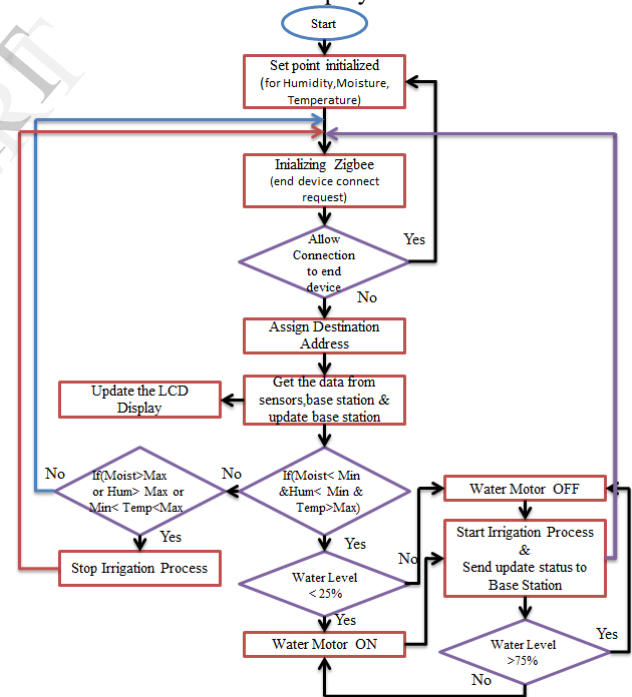 Start
Set point initialized
(for Humidity,Moisture,
Temperature)
Inializing Zigbee
(end device connect
request)
Allow
Connection
to end
device
Yes
No
Assign Destination
Address
Get the data from
sensors,base station &
update base station
Update the LCD
Display
If(Moist< Min
&Hum< Min &
Temp>Max)
No
If(Moist>Max
or Hum> Max or
Min< Temp<Max
No
Yes
Stop Irrigation Process
Yes
Water Level
< 25%
No
Yes
Water Motor ON
Water Motor OFF
Start Irrigation Process
&
Send update status to
Base Station
Water Level
>75%
Yes
No